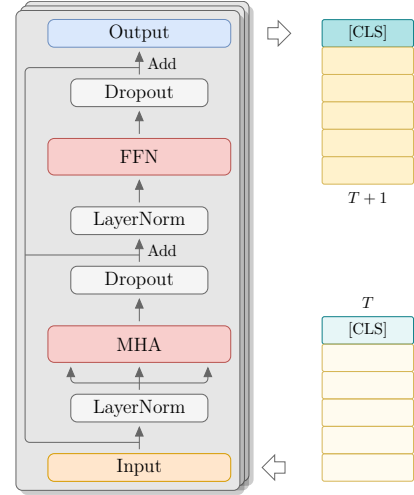 Output
Add
Dropout
FFN
LayerNorm
Add
Dropout
MHA
LayerNorm
Input
[CLS]
T + 1
T
[CLS]